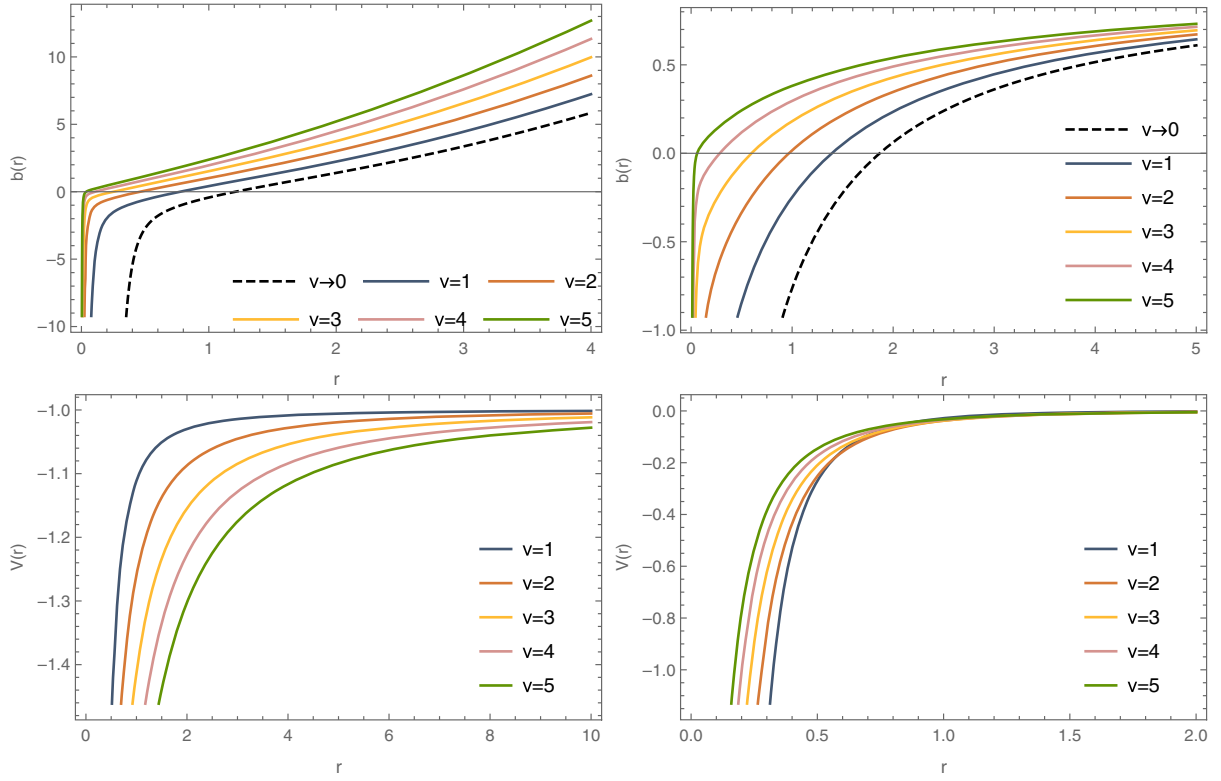 b(r)
10
5
0
−5
−10
v→0 v=1 v=2
v=3 v=4 v=5
0 1 2 3 4
r
b(r)
0.5
0.0
−0.5
−1.0
v→0
v=1
v=2
v=3
v=4
v=5
0 1 2 3 4 5
r
V(r)
−1.0
−1.1
−1.2
−1.3
−1.4
v=1
v=2
v=3
v=4
v=5
0 2 4 6 8 10
r
V(r)
0.0
−0.2
−0.4
−0.6
−0.8
−1.0
v=1
v=2
v=3
v=4
v=5
0.0 0.5 1.0 1.5 2.0
r